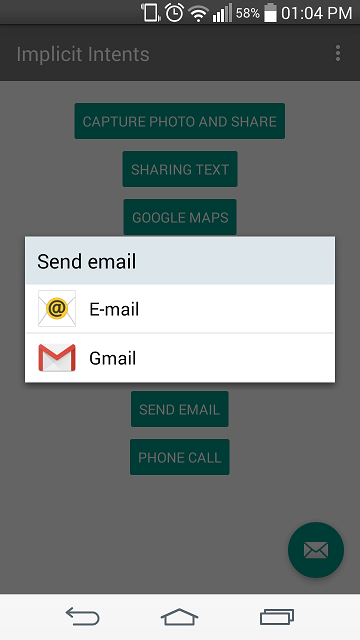 58% 01:04 PM
Implicit Intents
CAPTURE PHOTO AND SHARE
SHARING TEXT
GOOGLE MAPS
Send email
@ E-mail
Gmail
SEND EMAIL
PHONE CALL